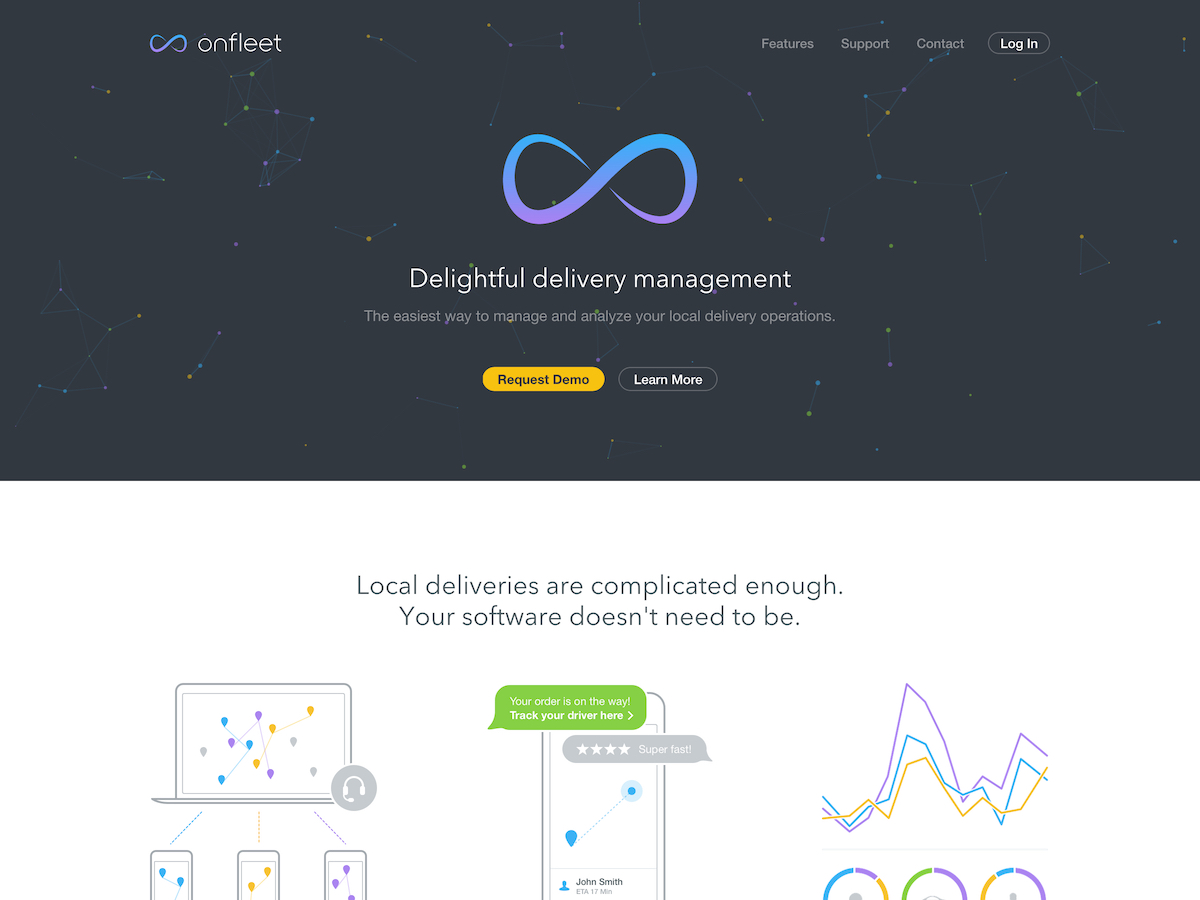 onfleet
Features
Support
Contact
Log In
Delightful delivery management
The easiest way to manage and analyze your local delivery operations.
Request Demo
Learn More
Local deliveries are complicated enough.
Your software doesn't need to be.
Your order is on the way!
Track your driver here >
★★★★ Super fast!
John Smith
ETA 17 Min